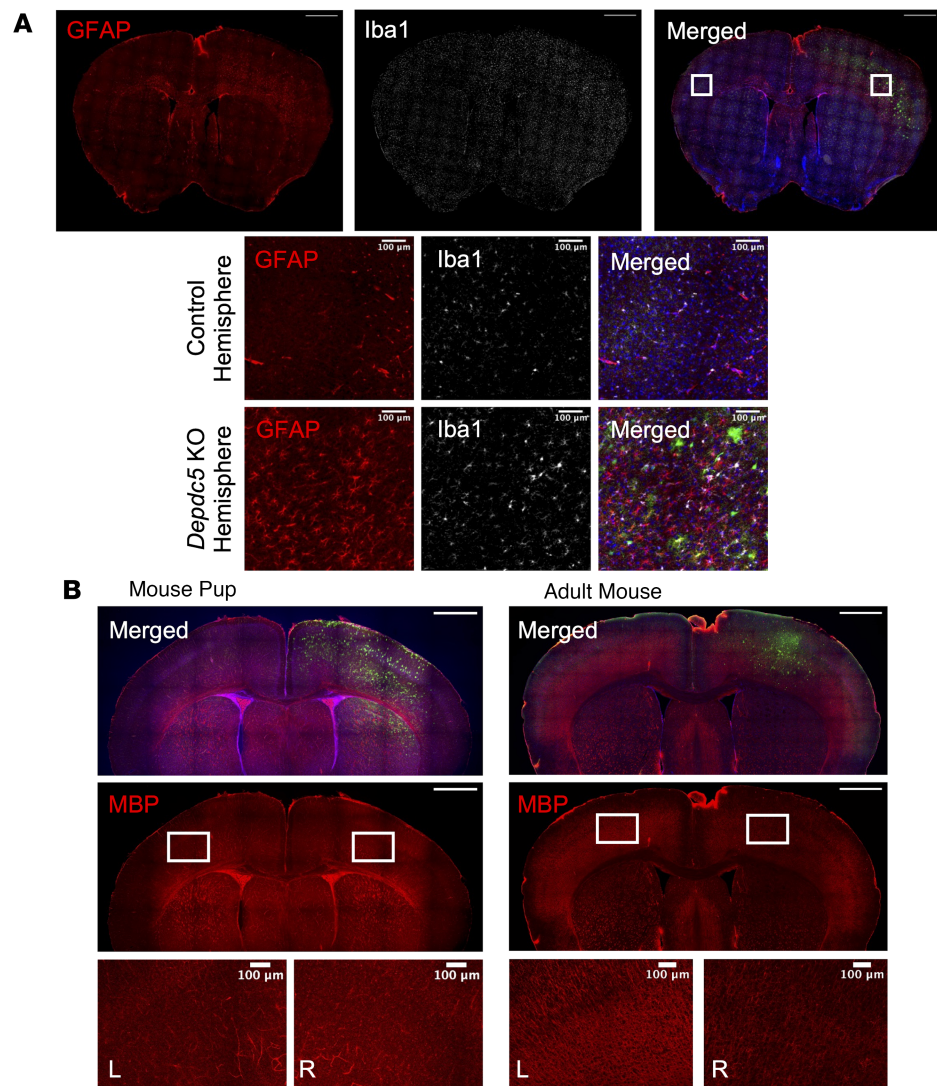 A
GFAP
Iba1
Merged
Control
Hemisphere
GFAP
100 µm
Iba1
100 µm
Merged
100 µm
Depdc5 KO
Hemisphere
GFAP
100 µm
Iba1
100 µm
Merged
100 µm
B
Mouse Pup
Adult Mouse
Merged
Merged
MBP
MBP
100 µm
L
100 µm
R
100 µm
L
100 µm
R